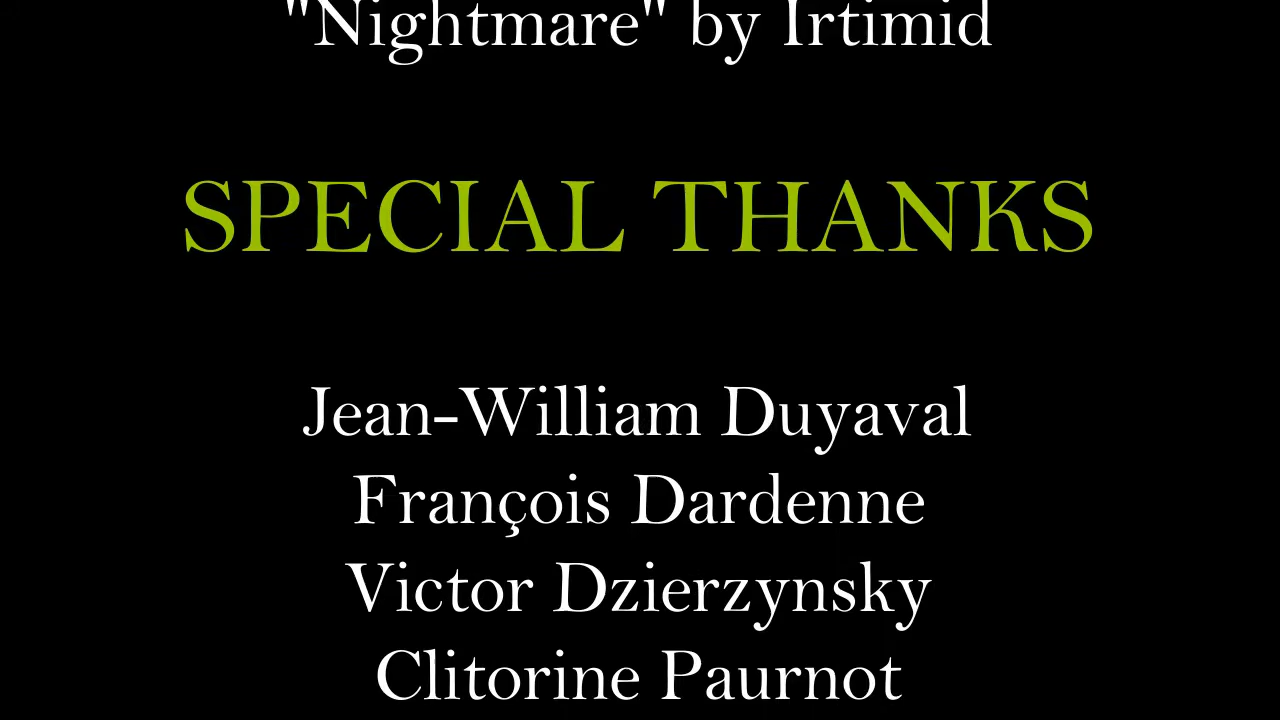 "Nightmare" by Irtimid
SPECIAL THANKS
Jean-William Duyaval
François Dardenne
Victor Dzierzynsky
Clitorine Paurnot